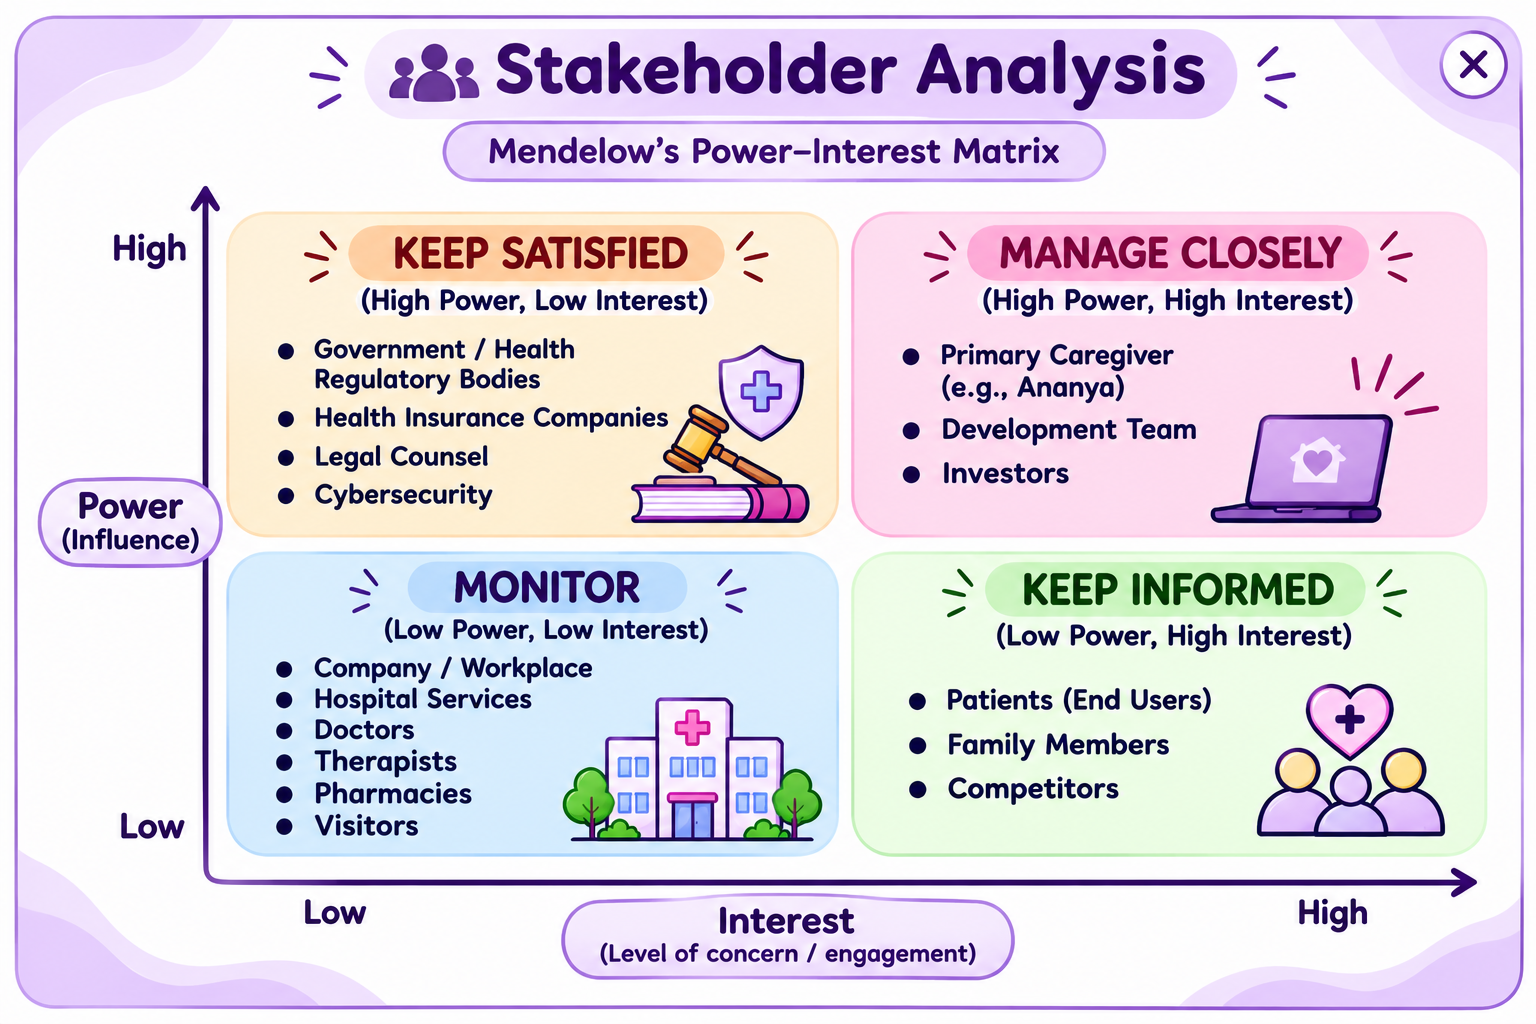 Stakeholder Analysis
Mendelow's Power–Interest Matrix
High
KEEP SATISFIED
(High Power, Low Interest)
Government / Health
Regulatory Bodies
Health Insurance Companies
Legal Counsel
Cybersecurity
MANAGE CLOSELY
(High Power, High Interest)
Primary Caregiver
(e.g., Ananya)
Development Team
Investors
Power
(Influence)
MONITOR
(Low Power, Low Interest)
Company / Workplace
Hospital Services
Doctors
Therapists
Pharmacies
Visitors
KEEP INFORMED
(Low Power, High Interest)
Patients (End Users)
Family Members
Competitors
Low
Low
Interest
(Level of concern / engagement)
High